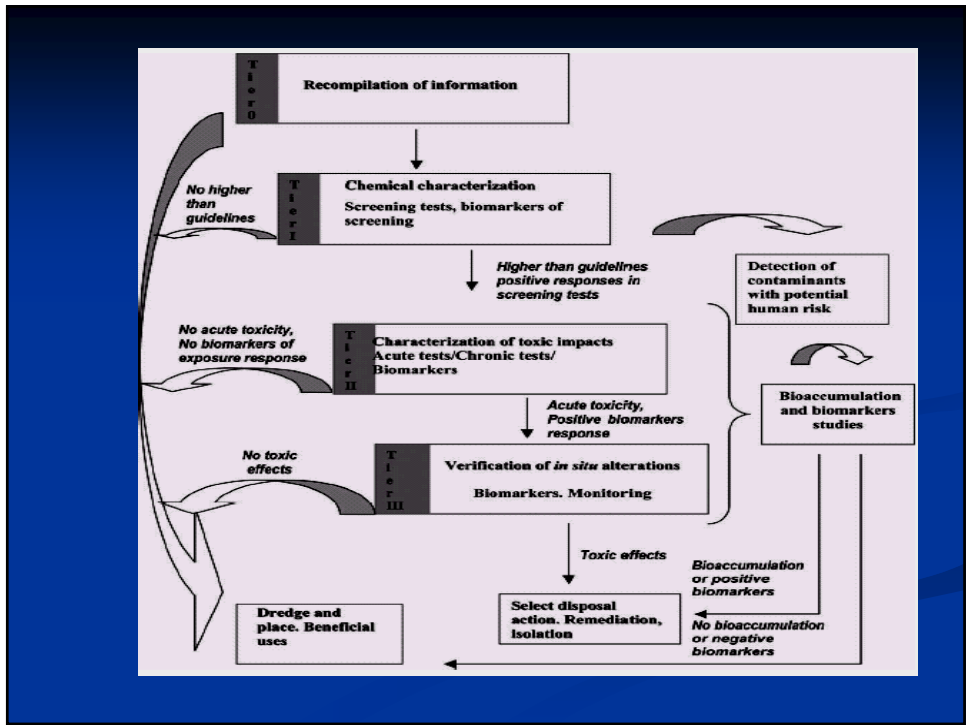 Tier 0
Recompilation of information
Tier I
Chemical characterization
Screening tests, biomarkers of
screening
No higher
than
guidelines
Higher than guidelines
positive responses in
screening tests
Detection of
contaminants
with potential
human risk
No acute toxicity,
No biomarkers of
exposure response
Tier II
Characterization of toxic impacts
Acute tests/Chronic tests/
Biomarkers
Bioaccumulation
and biomarkers
studies
Acute toxicity,
Positive biomarkers
response
No toxic
effects
Tier III
Verification of in situ alterations
Biomarkers. Monitoring
Toxic effects
Bioaccumulation
or positive
biomarkers
Dredge and
place. Beneficial
uses
Select disposal
action. Remediation,
isolation
No bioaccumulation
or negative
biomarkers